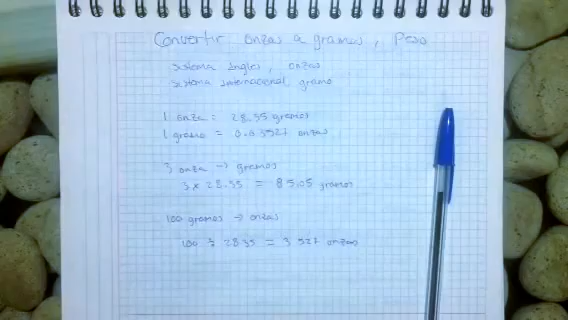 Convertir onzas a gramos, Peso
Sistema Ingles, onzas
Sistema Internacional, gramo
1 onza = 28.35 gramos
1 gramo = 0.03527 onzas
3 onza → gramos
3 x 28.35 = 85.05 gramos
100 gramos → onzas
100 ÷ 28.35 = 3.527 onzas